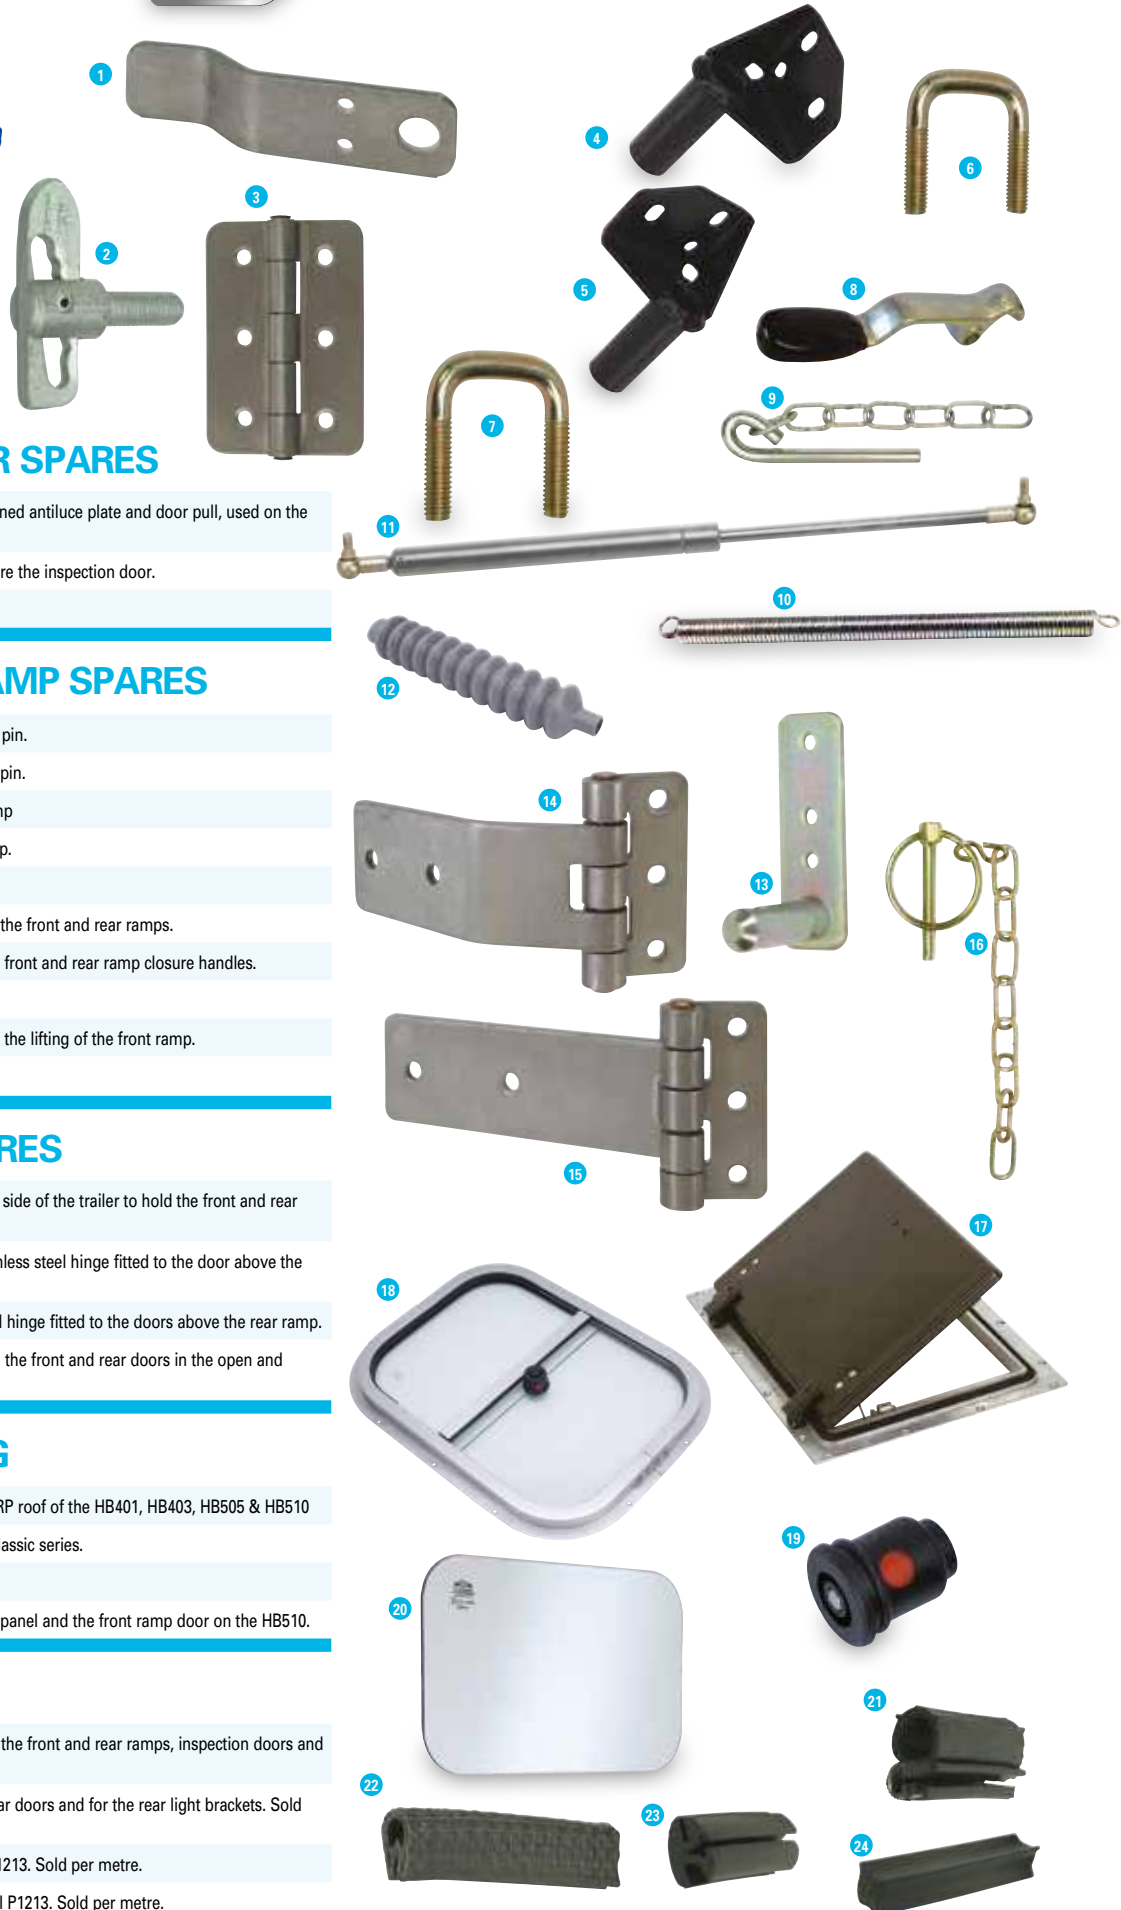 1
4
6
3
2
5
8
9
7
R SPARES
ned antiluce plate and door pull, used on the
11
re the inspection door.
10
AMP SPARES
12
pin.
pin.
14
np
p.
13
the front and rear ramps.
16
front and rear ramp closure handles.
the lifting of the front ramp.
RES
15
side of the trailer to hold the front and rear
17
nless steel hinge fitted to the door above the
18
l hinge fitted to the doors above the rear ramp.
the front and rear doors in the open and
G
RP roof of the HB401, HB403, HB505 & HB510
lassic series.
19
20
panel and the front ramp door on the HB510.
21
the front and rear ramps, inspection doors and
22
ar doors and for the rear light brackets. Sold
23
24
1213. Sold per metre.
l P1213. Sold per metre.